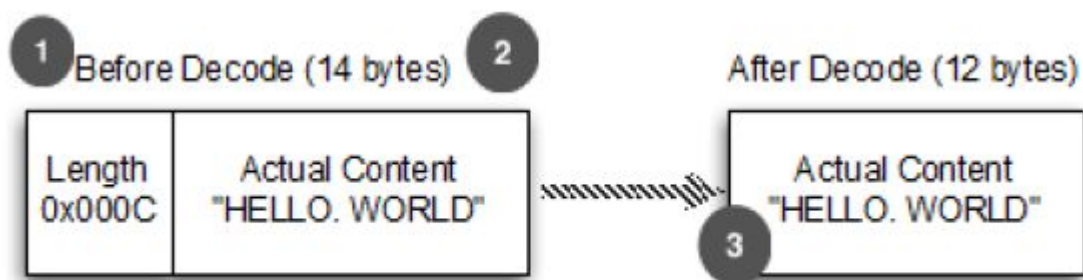 1 Before Decode (14 bytes) 2
After Decode (12 bytes)
Length
0x000C
Actual Content
"HELLO. WORLD"
Actual Content
"HELLO. WORLD"
3